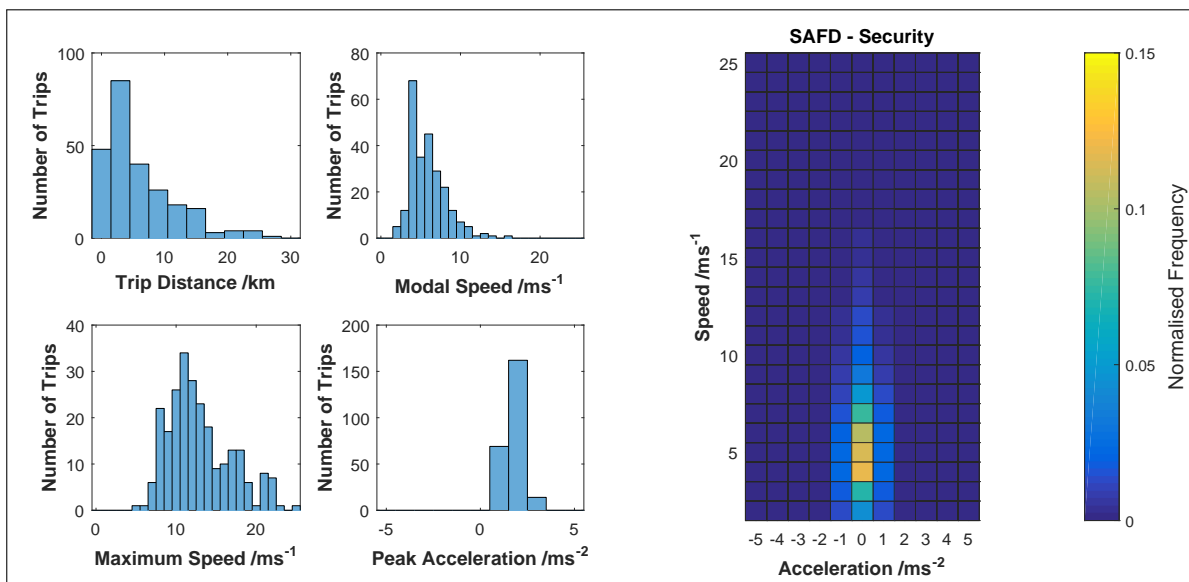 100
50
0
Number of Trips
0 10 20 30
Trip Distance /km
80
60
40
20
0
Number of Trips
0 10 20
Modal Speed /ms-1
40
30
20
10
0
Number of Trips
0 10 20
Maximum Speed /ms-1
200
150
100
50
0
Number of Trips
-5 0 5
Peak Acceleration /ms-2
SAFD - Security
25
20
15
10
5
Speed /ms-1
-5 -4 -3 -2 -1 0 1 2 3 4 5
Acceleration /ms-2
0.15
0.1
0.05
0
Normalised Frequency